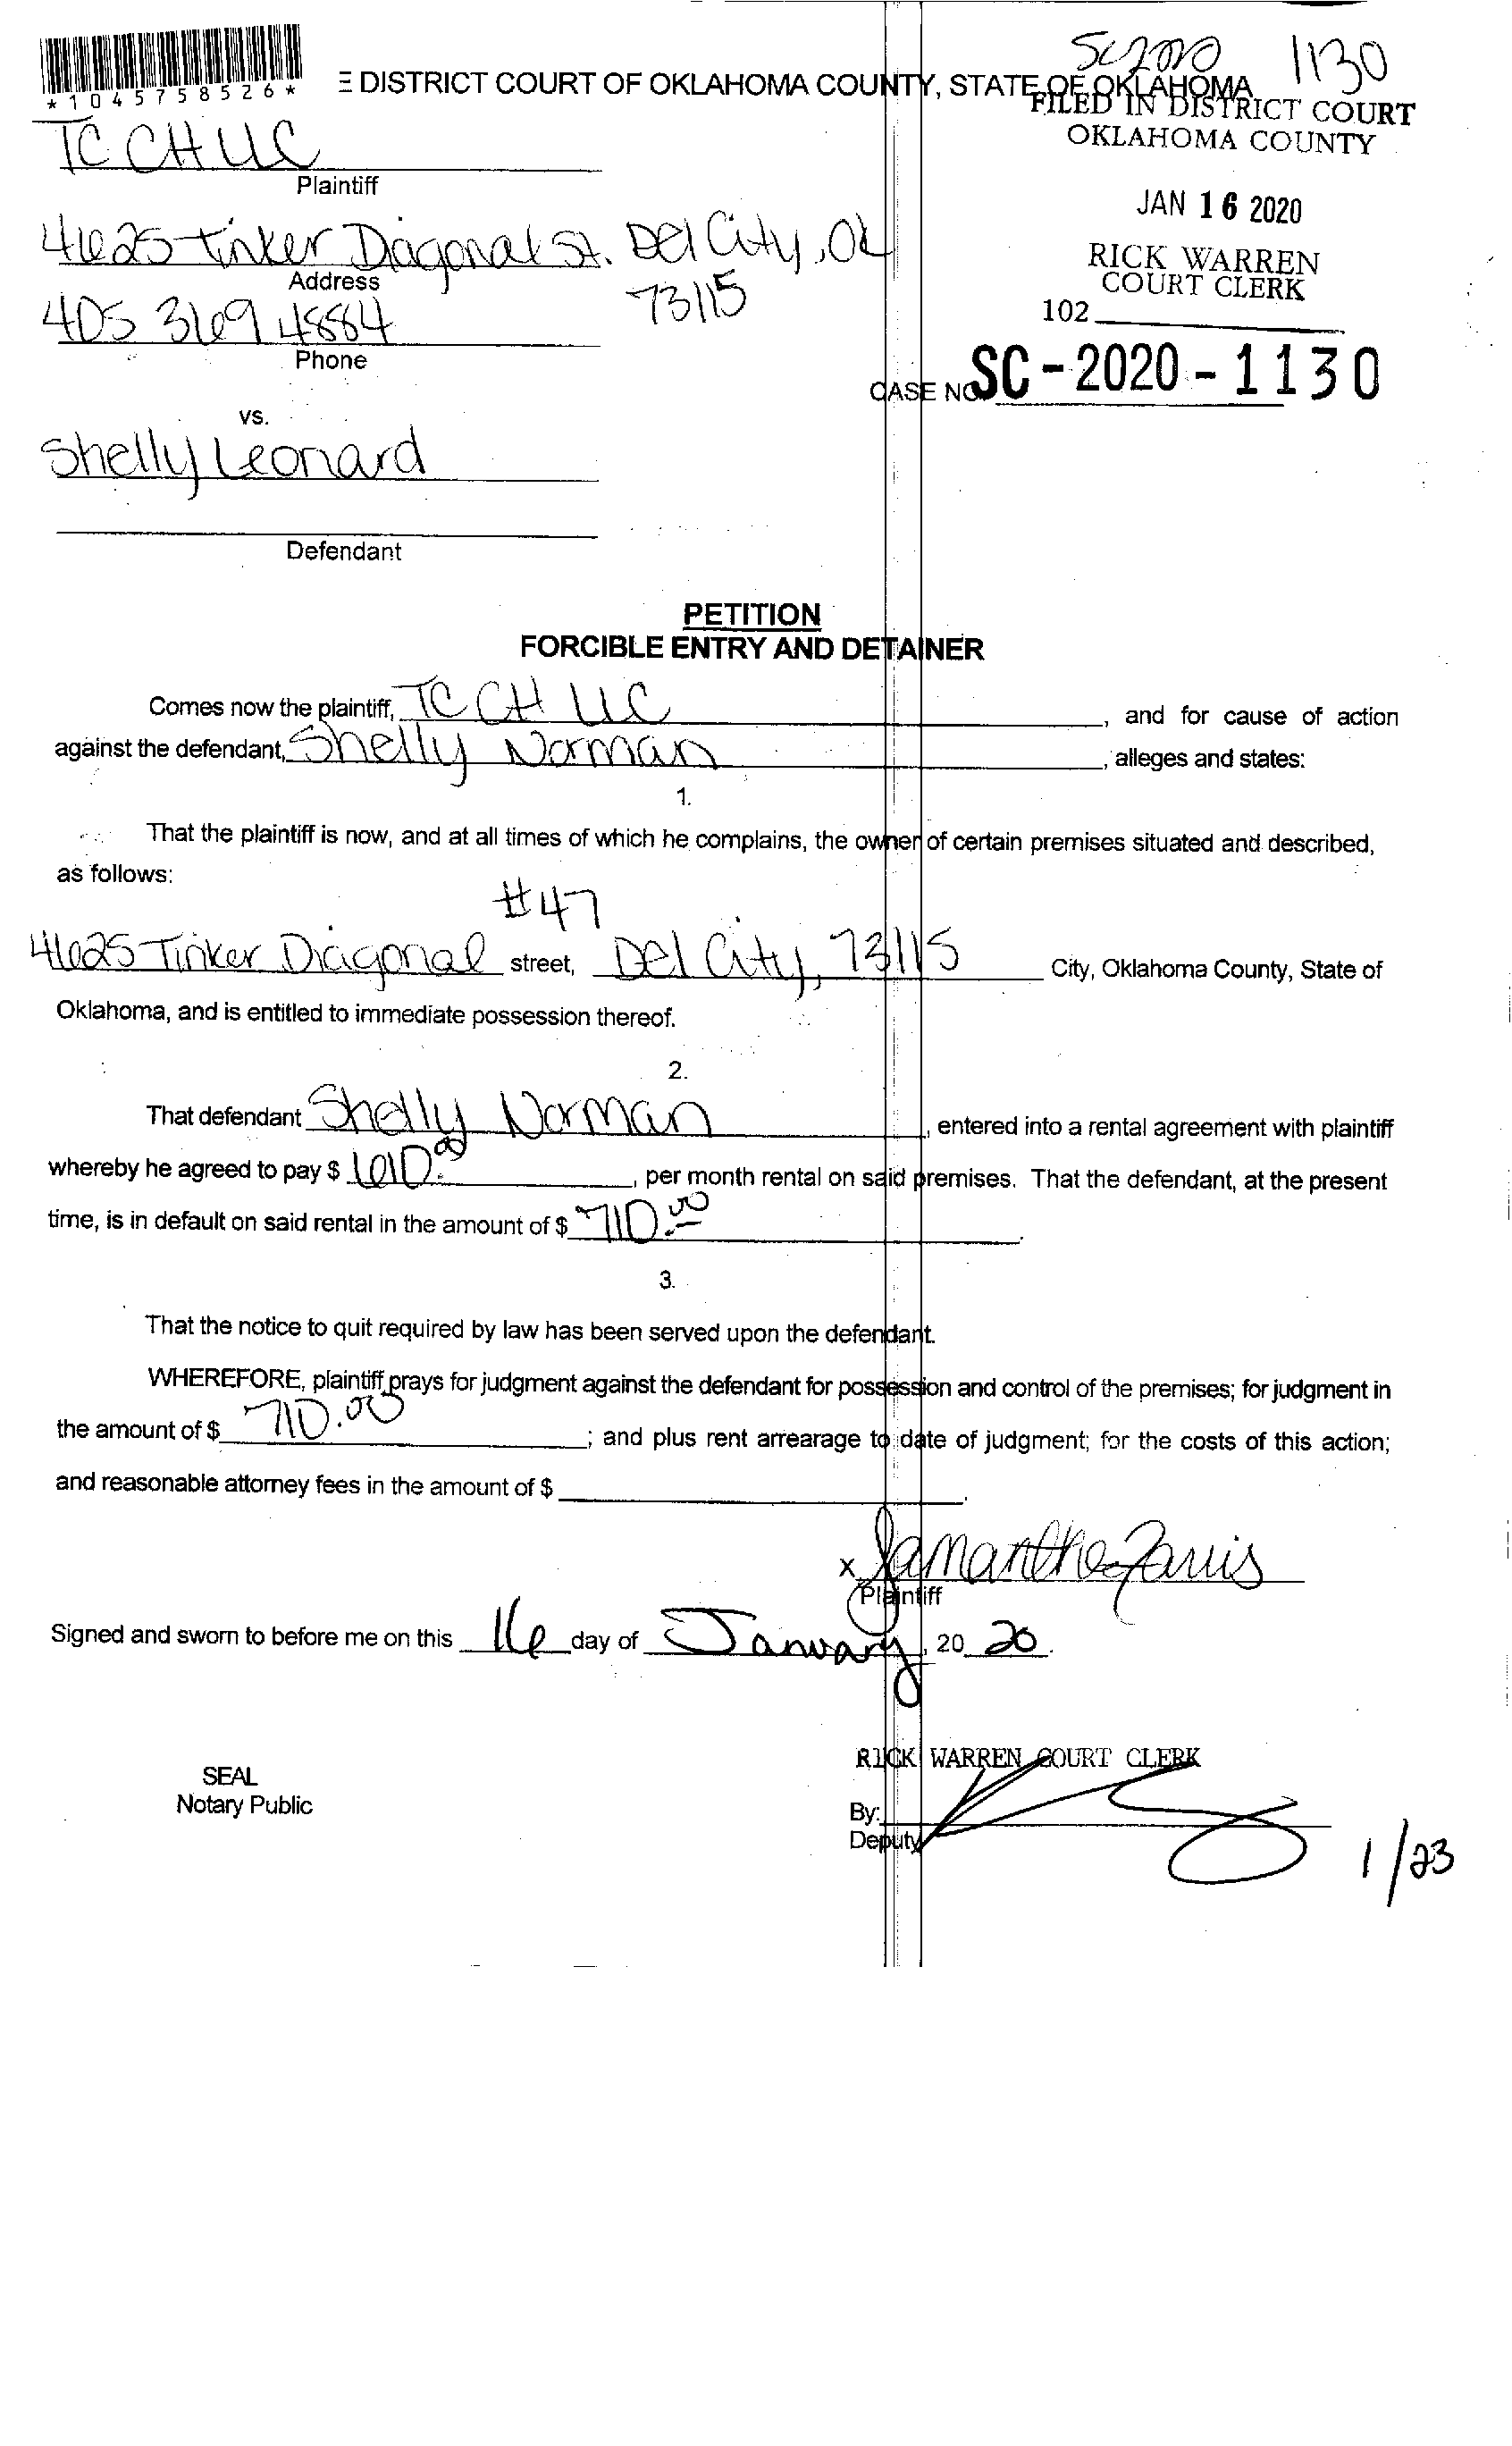 SC2020 1130
*1045758526*
E DISTRICT COURT OF OKLAHOMA COUNTY, STATE OF OKLAHOMA
FILED IN DISTRICT COURT
OKLAHOMA COUNTY
TC CH LLC
Plaintiff
JAN 16 2020
4625 Tinker Diagonal St. Del City, OK
73115
Address
RICK WARREN
COURT CLERK
405 369 4884
102
Phone
CASE NO SC-2020-1130
vs.
Shelly Leonard
Defendant
PETITION
FORCIBLE ENTRY AND DETAINER
Comes now the plaintiff, TC CH LLC, and for cause of action
against the defendant, Shelly Norman, alleges and states:
1.
That the plaintiff is now, and at all times of which he complains, the owner of certain premises situated and described,
as follows:
#47
4625 Tinker Diagonal street, Del City, 73115 City, Oklahoma County, State of
Oklahoma, and is entitled to immediate possession thereof.
2.
That defendant Shelly Norman, entered into a rental agreement with plaintiff
whereby he agreed to pay $ 610.00, per month rental on said premises. That the defendant, at the present
time, is in default on said rental in the amount of $ 710.00.
3.
That the notice to quit required by law has been served upon the defendant.
WHEREFORE, plaintiff prays for judgment against the defendant for possession and control of the premises; for judgment in
the amount of $ 710.00; and plus rent arrearage to date of judgment; for the costs of this action;
and reasonable attorney fees in the amount of $.
x Samantha Farris
Plaintiff
Signed and sworn to before me on this 16 day of January, 20 20.
RICK WARREN COURT CLERK
SEAL
Notary Public
By:
Deputy
1/23